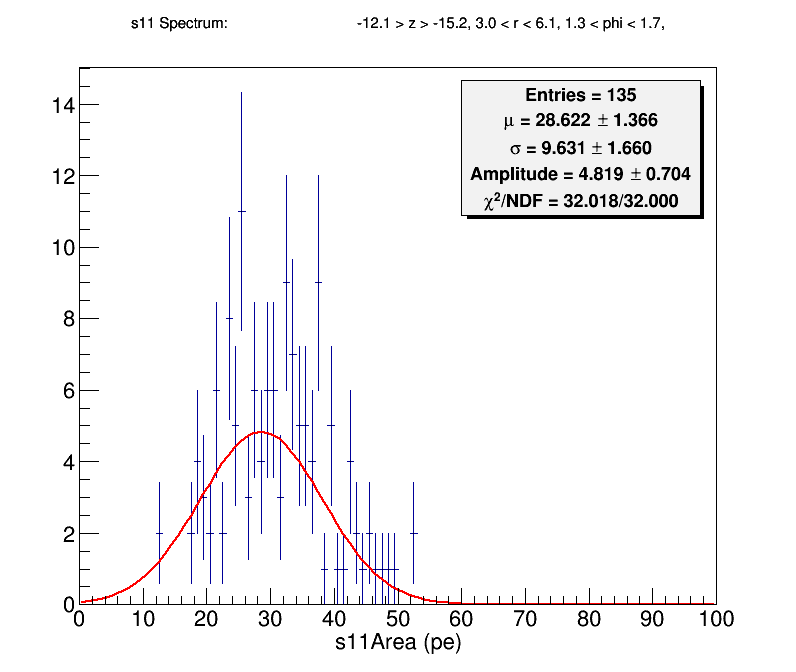 s11 Spectrum: -12.1 > z > -15.2, 3.0 < r < 6.1, 1.3 < phi < 1.7,
Entries = 135
μ = 28.622 ± 1.366
σ = 9.631 ± 1.660
Amplitude = 4.819 ± 0.704
χ²/NDF = 32.018/32.000
14
12
10
8
6
4
2
0
0 10 20 30 40 50 60 70 80 90 100
s11Area (pe)